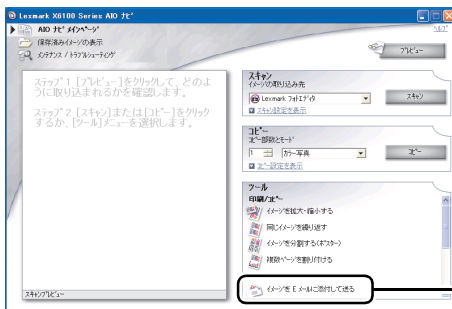 Lexmark X6100 Series AIO ナビ
AIO ナビ メインページ
ヘルプ
保存済みイメージの表示
メンテナンス / トラブルシューティング
プレビュー
ステップ 1 [プレビュー]をクリックして、どのよ
うに取り込まれるかを確認します。
ステップ 2 [スキャン]または[コピー]をクリック
するか、[ツール]メニューを選択します。
スキャンプレビュー
スキャン
イメージの取り込み先
Lexmark フォトエディタ
スキャン
スキャン設定を表示
コピー
コピー部数とモード
1
カラー写真
コピー
コピー設定を表示
ツール
印刷/コピー
イメージを拡大・縮小する
同じイメージを繰り返す
イメージを分割する(ポスター)
複数ページを割り付ける
イメージを E メールに添付して送る